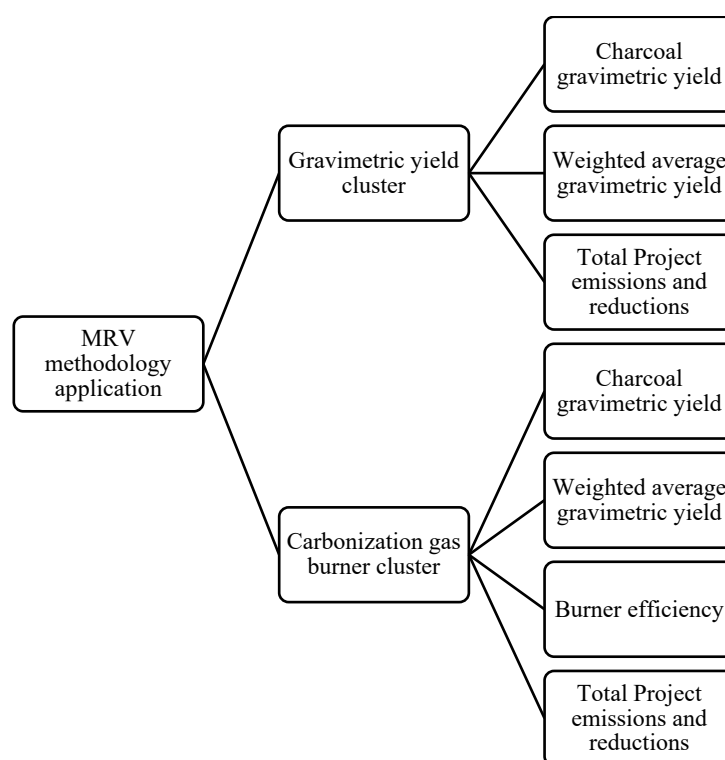 Charcoal
gravimetric yield
Gravimetric yield
cluster
Weighted average
gravimetric yield
Total Project
emissions and
reductions
MRV
methodology
application
Charcoal
gravimetric yield
Carbonization gas
burner cluster
Weighted average
gravimetric yield
Burner efficiency
Total Project
emissions and
reductions